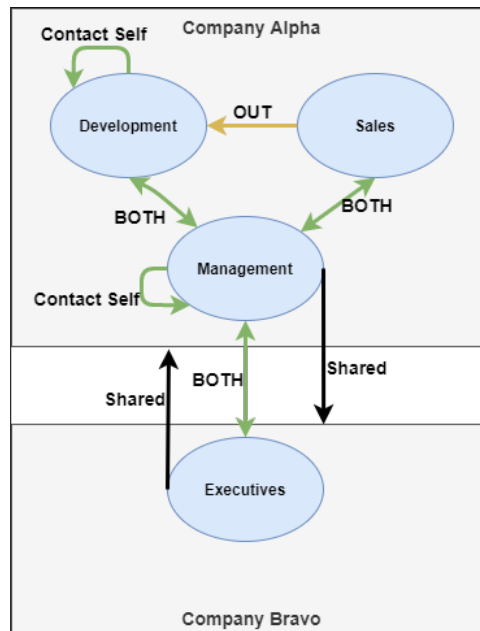 Company Alpha
Contact Self
Development
OUT
Sales
BOTH
BOTH
Management
Contact Self
Shared
BOTH
Shared
Executives
Company Bravo